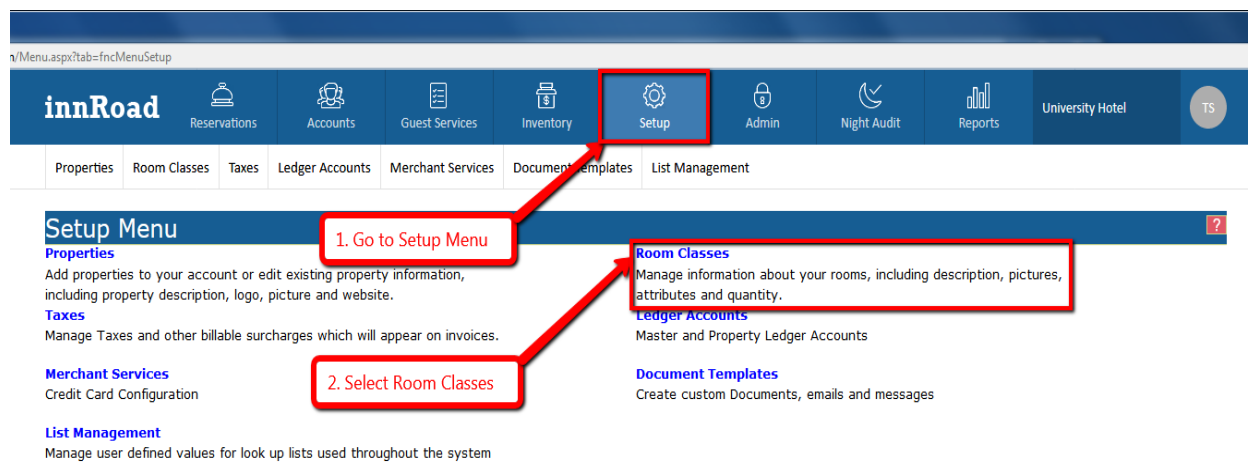 n/Menu.aspx?tab=fncMenuSetup
innRoad
Reservations
Accounts
Guest Services
Inventory
Setup
Admin
Night Audit
Reports
University Hotel
TS
Properties
Room Classes
Taxes
Ledger Accounts
Merchant Services
Document Templates
List Management
Setup Menu
?
1. Go to Setup Menu
Properties
Add properties to your account or edit existing property information,
including property description, logo, picture and website.
Room Classes
Manage information about your rooms, including description, pictures,
attributes and quantity.
Taxes
Manage Taxes and other billable surcharges which will appear on invoices.
Ledger Accounts
Master and Property Ledger Accounts
2. Select Room Classes
Merchant Services
Credit Card Configuration
Document Templates
Create custom Documents, emails and messages
List Management
Manage user defined values for look up lists used throughout the system